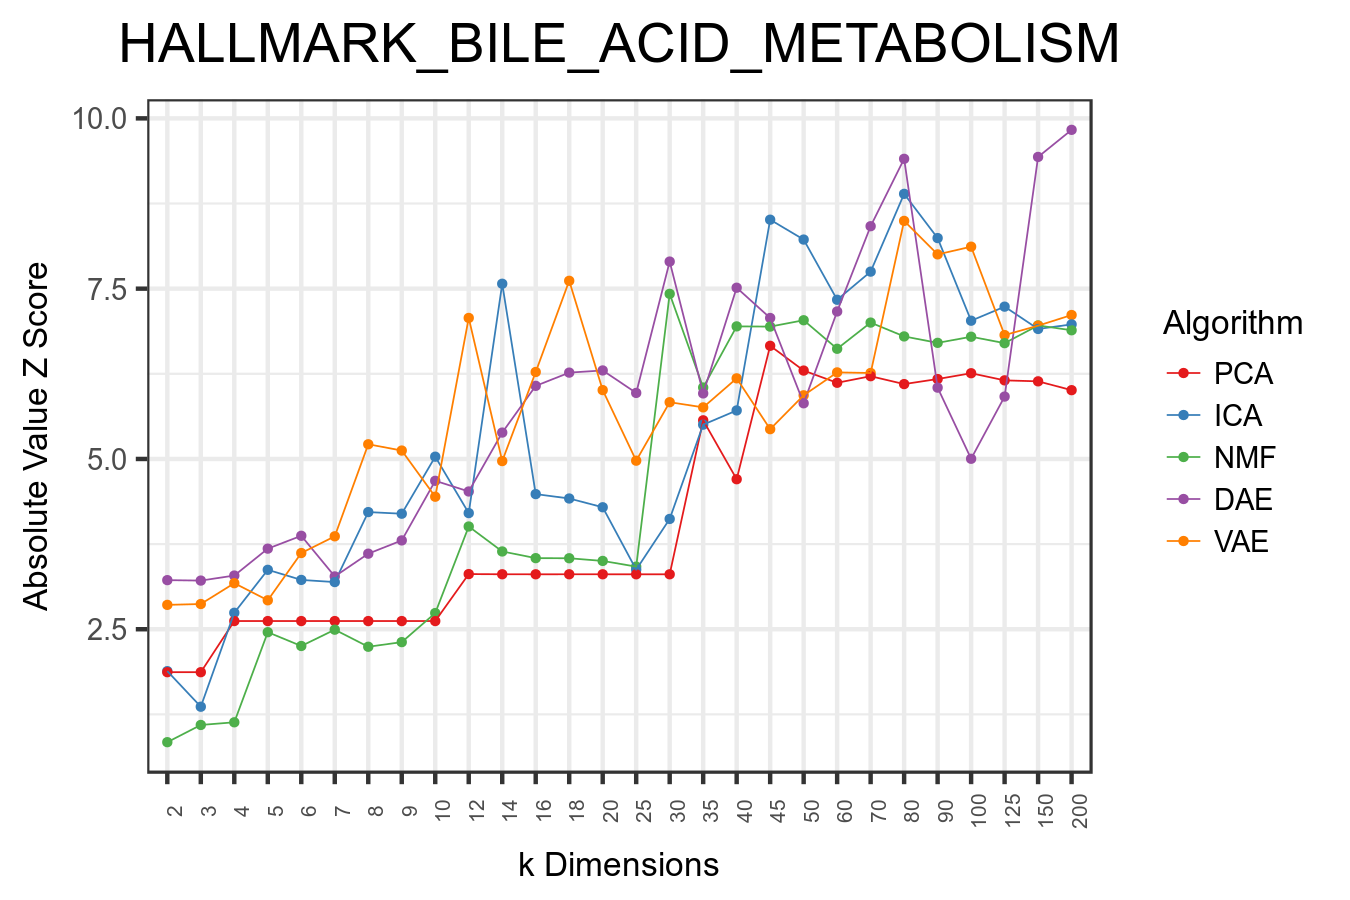 HALLMARK_BILE_ACID_METABOLISM
10.0
7.5
5.0
2.5
Absolute Value Z Score
2 3 4 5 6 7 8 9 10 12 14 16 18 20 25 30 35 40 45 50 60 70 80 90 100 125 150 200
k Dimensions
Algorithm
PCA
ICA
NMF
DAE
VAE